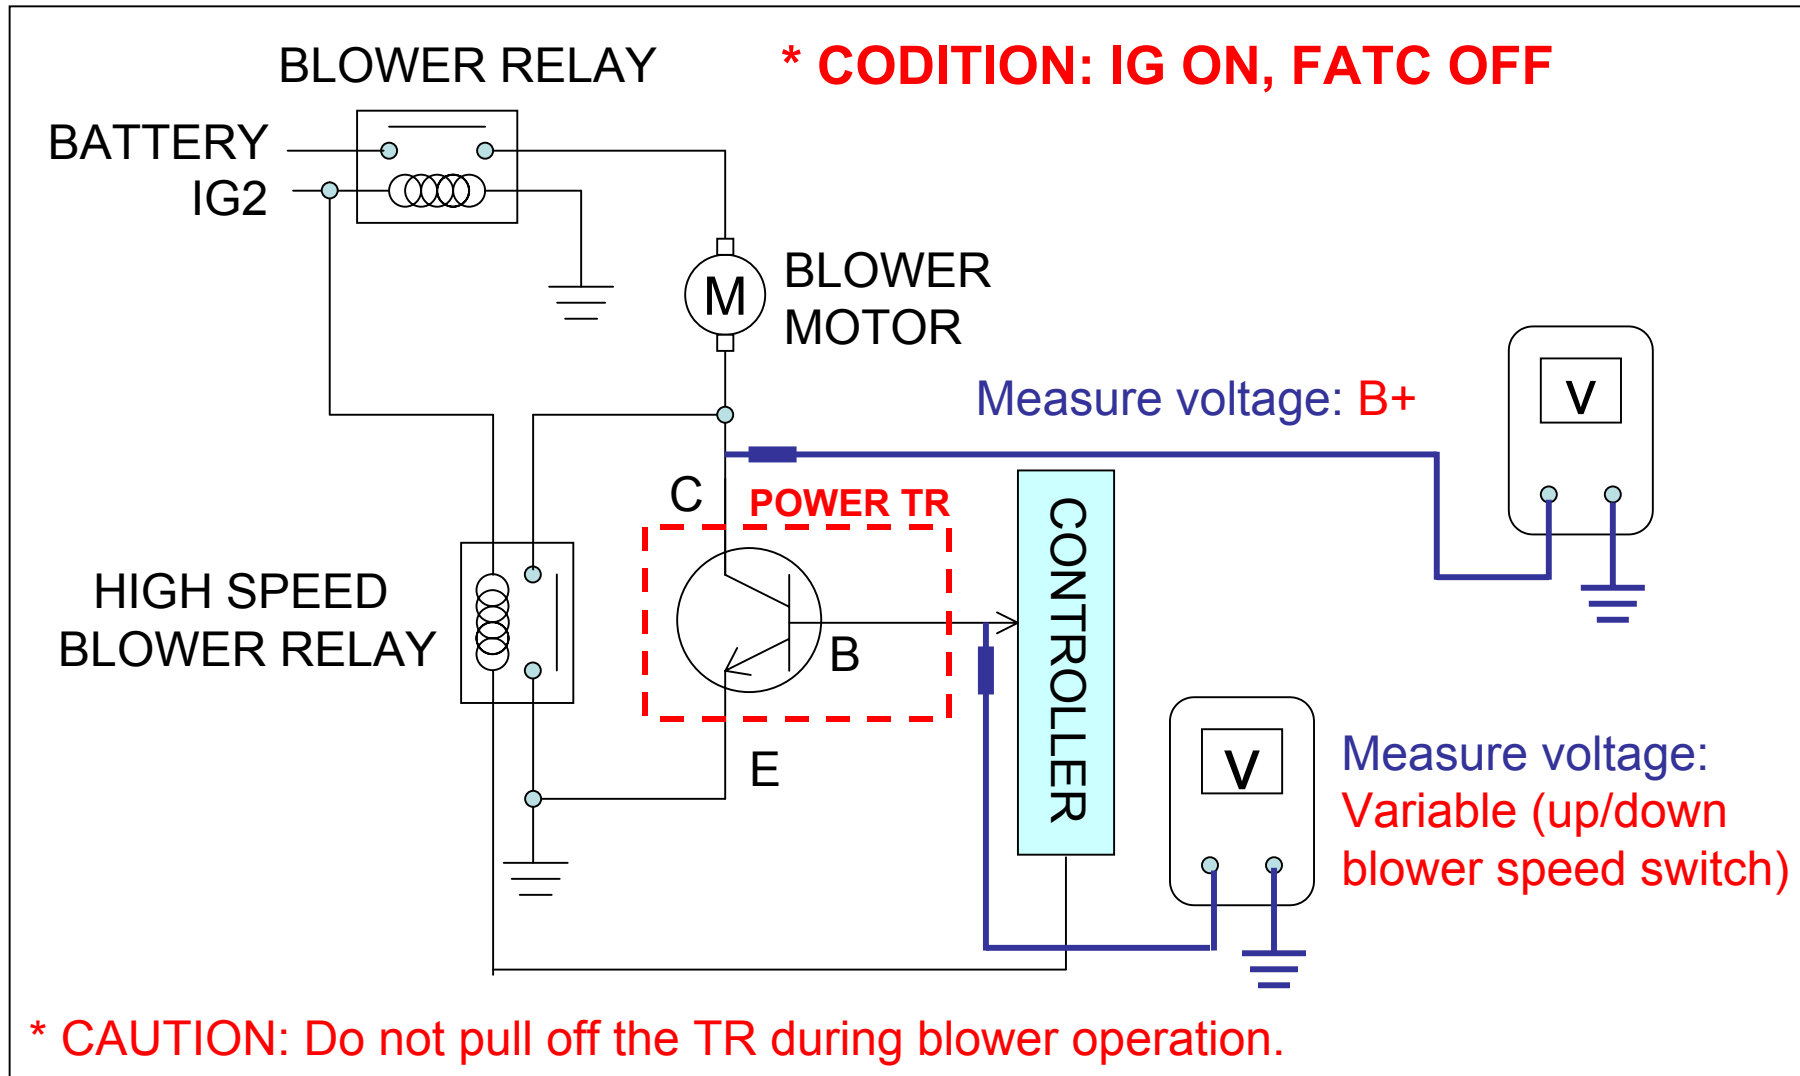 BLOWER RELAY
* CODITION: IG ON, FATC OFF
BATTERY
IG2
M
BLOWER
MOTOR
Measure voltage: B+
V
C
POWER TR
CONTROLLER
HIGH SPEED
BLOWER RELAY
B
E
V
Measure voltage:
Variable (up/down
blower speed switch)
* CAUTION: Do not pull off the TR during blower operation.